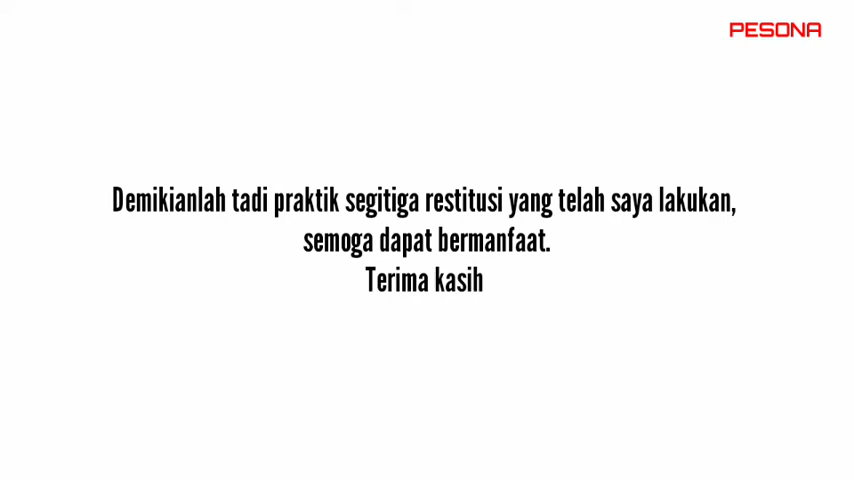 PESONA
Demikianlah tadi praktik segitiga restitusi yang telah saya lakukan,
semoga dapat bermanfaat.
Terima kasih